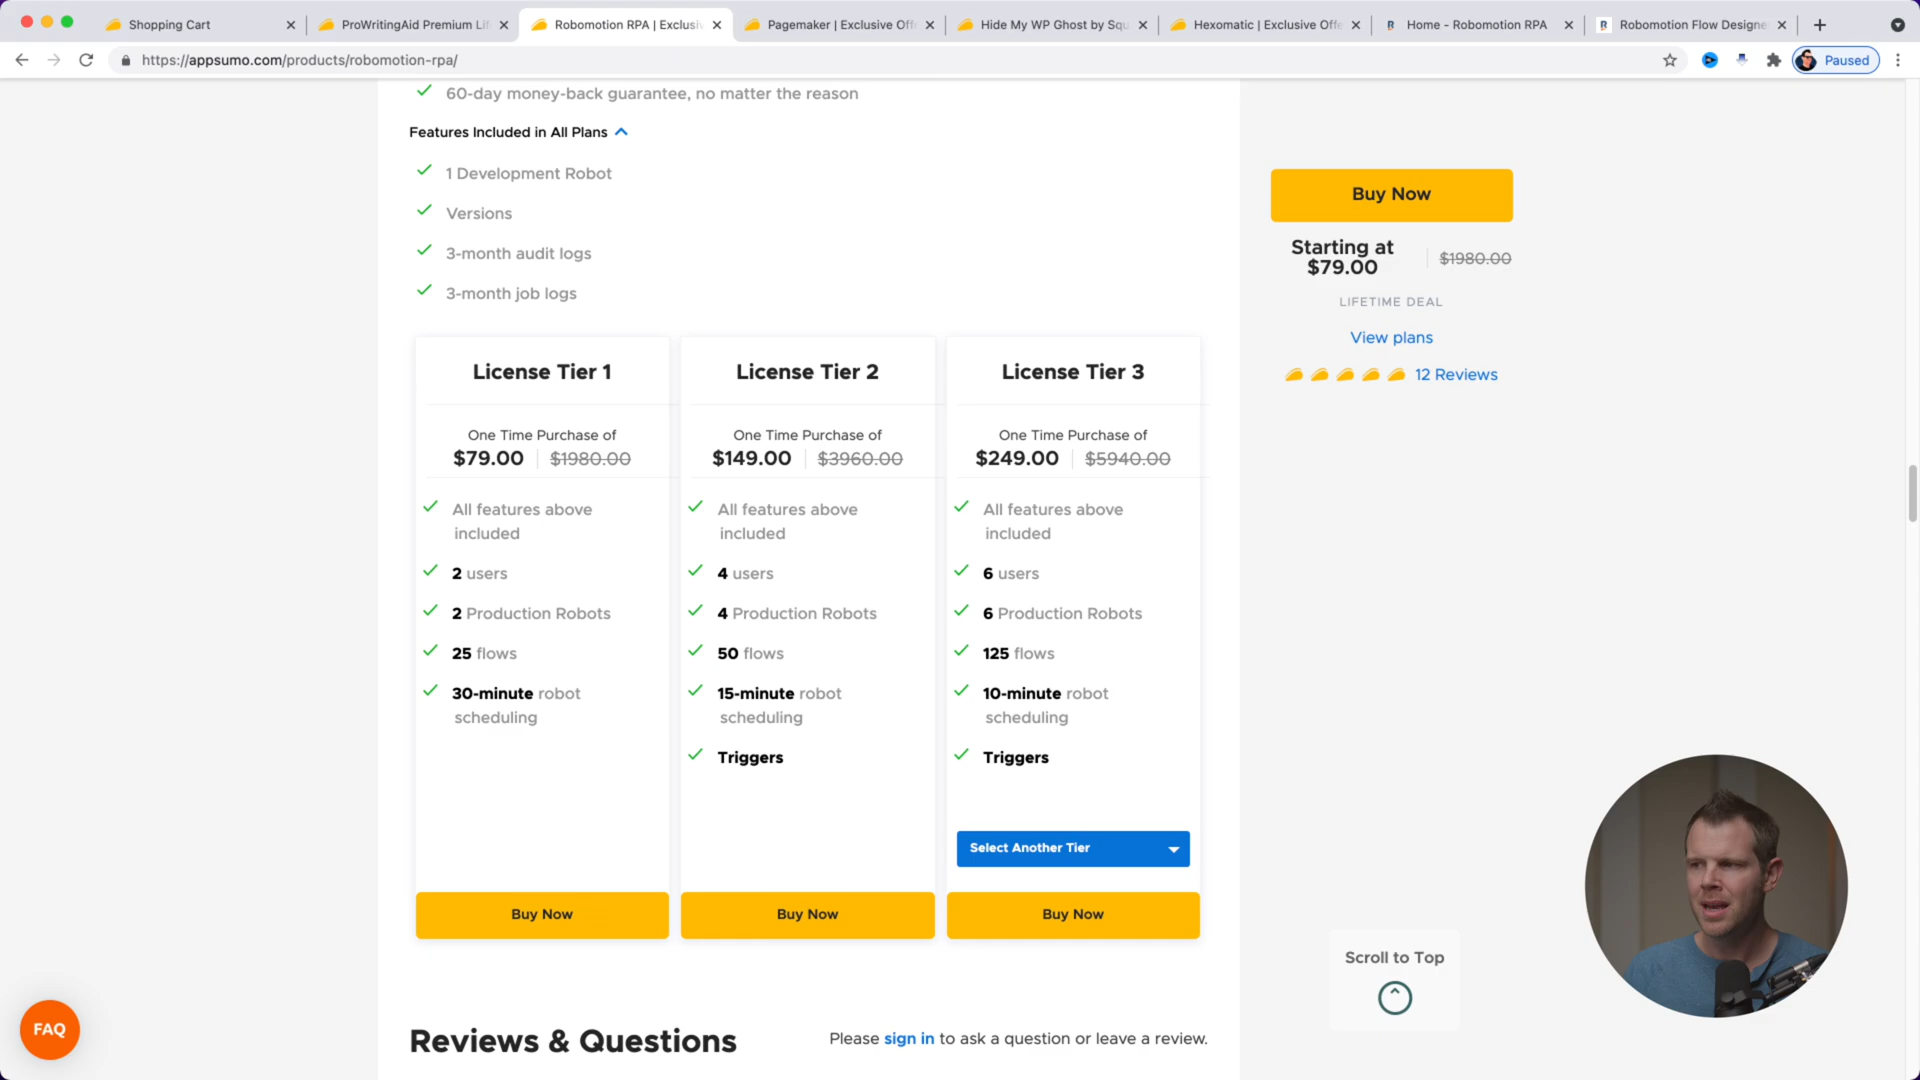 Shopping Cart
ProWritingAid Premium Lif
Robomotion RPA | Exclusiv
Pagemaker | Exclusive Offe
Hide My WP Ghost by Squ
Hexomatic | Exclusive Offe
Home - Robomotion RPA
Robomotion Flow Designe
https://appsumo.com/products/robomotion-rpa/
Paused
60-day money-back guarantee, no matter the reason
Features Included in All Plans
1 Development Robot
Versions
3-month audit logs
3-month job logs
License Tier 1
One Time Purchase of
$79.00 $1980.00
All features above
included
2 users
2 Production Robots
25 flows
30-minute robot
scheduling
Buy Now
License Tier 2
One Time Purchase of
$149.00 $3960.00
All features above
included
4 users
4 Production Robots
50 flows
15-minute robot
scheduling
Triggers
Buy Now
License Tier 3
One Time Purchase of
$249.00 $5940.00
All features above
included
6 users
6 Production Robots
125 flows
10-minute robot
scheduling
Triggers
Select Another Tier
Buy Now
Buy Now
Starting at
$79.00
$1980.00
LIFETIME DEAL
View plans
12 Reviews
Scroll to Top
FAQ
Reviews & Questions
Please sign in to ask a question or leave a review.